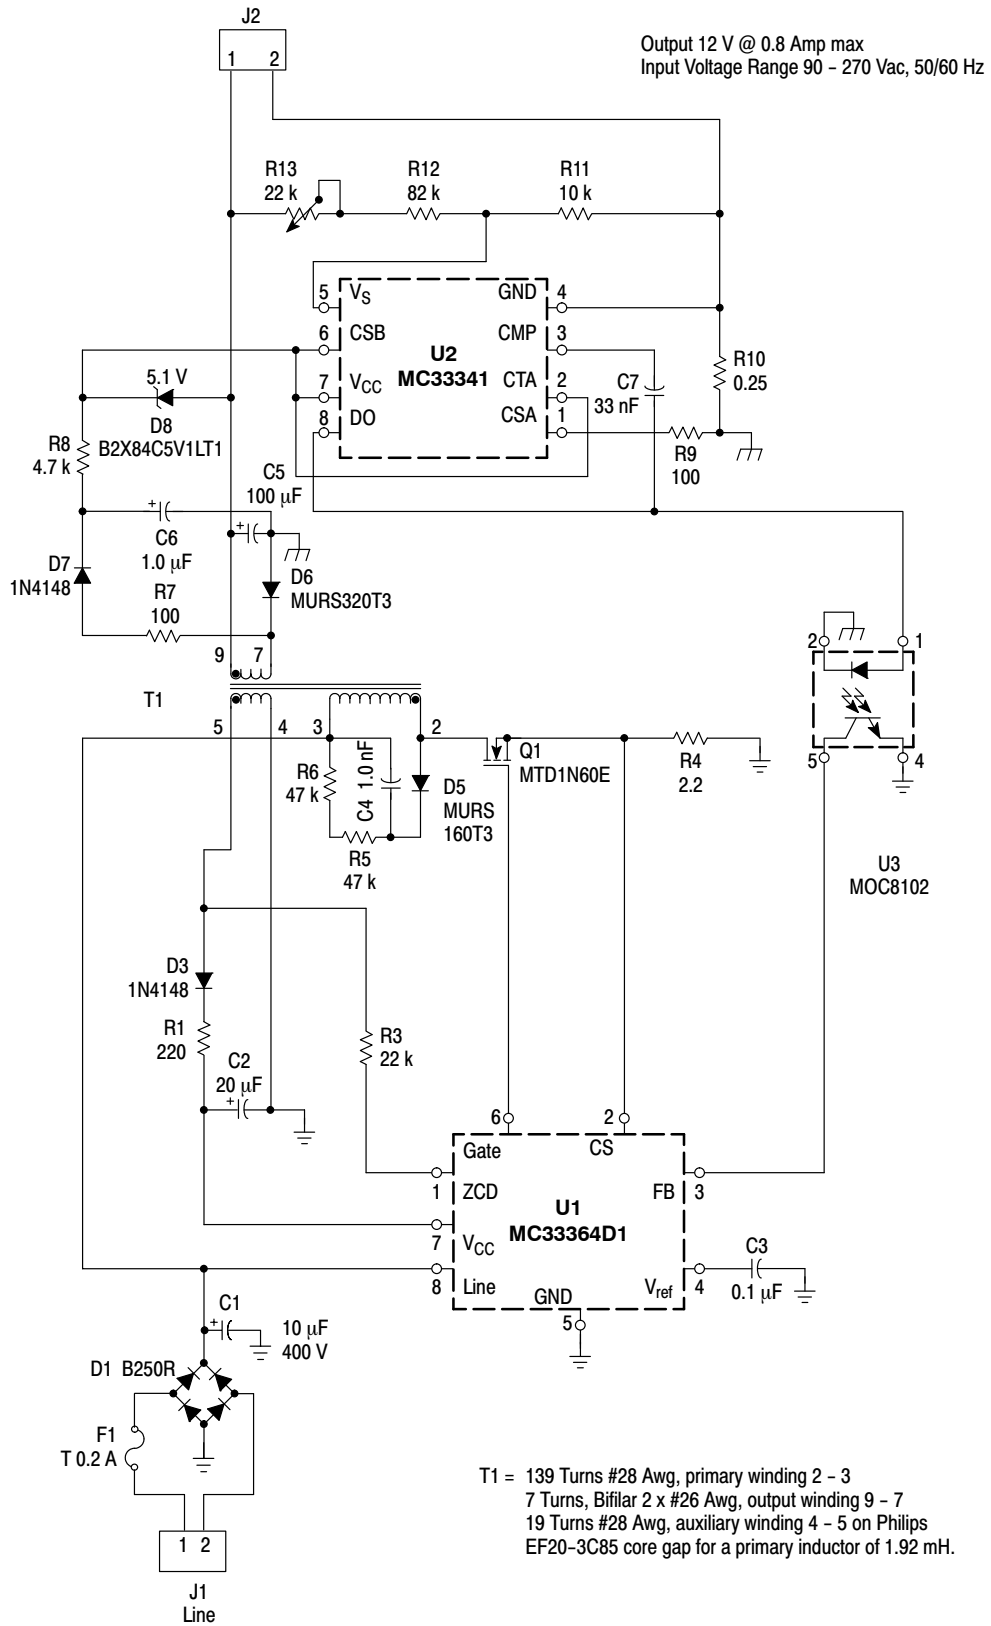 J2
1 2
Output 12 V @ 0.8 Amp max
Input Voltage Range 90 – 270 Vac, 50/60 Hz
R13
22 k
R12
82 k
R11
10 k
5
VS
GND
4
6
CSB
CMP
3
U2
MC33341
7
VCC
CTA
2
8
DO
CSA
1
C7
33 nF
R10
0.25
R9
100
5.1 V
D8
B2X84C5V1LT1
R8
4.7 k
C5
100 μF
+
C6
1.0 μF
+
D7
1N4148
R7
100
D6
MURS320T3
9 7
T1
5 4 3 2
R6
47 k
C4 1.0 nF
D5
MURS
160T3
R5
47 k
Q1
MTD1N60E
R4
2.2
2 1
5 4
U3
MOC8102
D3
1N4148
R1
220
C2
20 μF
+
R3
22 k
6
2
Gate
CS
1
ZCD
FB
3
U1
MC33364D1
7
VCC
8
Line
GND
Vref
4
5
C3
0.1 μF
C1
+
10 μF
400 V
D1 B250R
F1
T 0.2 A
1 2
J1
Line
T1 = 139 Turns #28 Awg, primary winding 2 – 3
7 Turns, Bifilar 2 x #26 Awg, output winding 9 – 7
19 Turns #28 Awg, auxiliary winding 4 – 5 on Philips
EF20–3C85 core gap for a primary inductor of 1.92 mH.